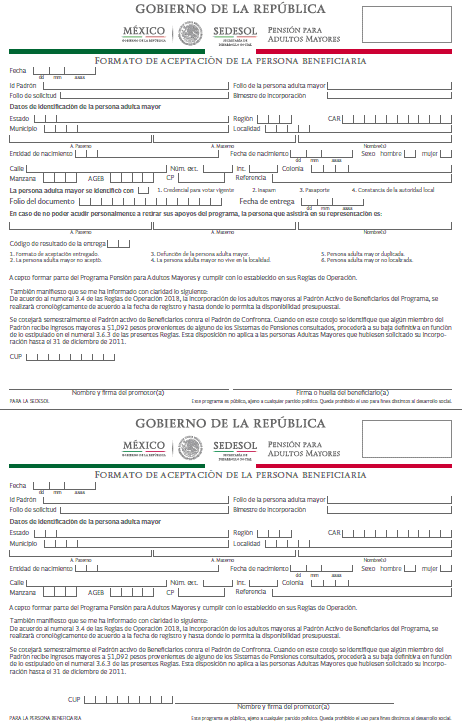 GOBIERNO DE LA REPÚBLICA
MÉXICO
GOBIERNO DE LA REPÚBLICA
SEDESOL
SECRETARÍA DE
DESARROLLO SOCIAL
PENSIÓN PARA
ADULTOS MAYORES
FORMATO DE ACEPTACIÓN DE LA PERSONA BENEFICIARIA
Fecha
dd mm aaaa
Id Padrón Folio de la persona adulta mayor
Folio de solicitud Bimestre de incorporación
Datos de identificación de la persona adulta mayor
Estado Región CAR
Municipio Localidad
A. Paterno A. Materno Nombre(s)
Entidad de nacimiento Fecha de nacimiento Sexo hombre mujer
dd mm aaaa
Calle Núm. ext. Int. Colonia
Manzana AGEB CP Referencia
La persona adulta mayor se identificó con 1. Credencial para votar vigente 2. Inapam 3. Pasaporte 4. Constancia de la autoridad local
Folio del documento Fecha de entrega
dd mm aaaa
En caso de no poder acudir personalmente a retirar sus apoyos del programa, la persona que asistirá en su representación es:
A. Paterno A. Materno Nombre(s)
Código de resultado de la entrega
1. Formato de aceptación entregado. 3. Defunción de la persona adulta mayor. 5. Persona adulta mayor duplicada.
2. La persona adulta mayor no aceptó. 4. La persona adulta mayor no vive en la localidad. 6. Persona adulta mayor no localizada.
Acepto formar parte del Programa Pensión para Adultos Mayores y cumplir con lo establecido en sus Reglas de Operación.
También manifiesto que se me ha informado con claridad lo siguiente:
De acuerdo al numeral 3.4 de las Reglas de Operación 2018, la incorporación de los adultos mayores al Padrón Activo de Beneficiarios del Programa, se
realizará cronológicamente de acuerdo a la fecha de registro y hasta donde lo permita la disponibilidad presupuestal.
Se cotejará semestralmente el Padrón activo de Beneficiarios contra el Padrón de Confronta. Cuando en este cotejo se identifique que algún miembro del
Padrón recibe ingresos mayores a $1,092 pesos provenientes de alguno de los Sistemas de Pensiones consultados, procederá a su baja definitiva en función
de lo estipulado en el numeral 3.6.3 de las presentes Reglas. Esta disposición no aplica a las personas Adultas Mayores que hubiesen solicitado su incorpo-
ración hasta el 31 de diciembre de 2011.
CUP
Nombre y firma del promotor(a) Firma o huella del beneficiario(a)
PARA LA SEDESOL Este programa es público, ajeno a cualquier partido político. Queda prohibido el uso para fines distintos al desarrollo social.
GOBIERNO DE LA REPÚBLICA
MÉXICO
GOBIERNO DE LA REPÚBLICA
SEDESOL
SECRETARÍA DE
DESARROLLO SOCIAL
PENSIÓN PARA
ADULTOS MAYORES
FORMATO DE ACEPTACIÓN DE LA PERSONA BENEFICIARIA
Fecha
dd mm aaaa
Id Padrón Folio de la persona adulta mayor
Folio de solicitud Bimestre de incorporación
Datos de identificación de la persona adulta mayor
Estado Región CAR
Municipio Localidad
A. Paterno A. Materno Nombre(s)
Entidad de nacimiento Fecha de nacimiento Sexo hombre mujer
dd mm aaaa
Calle Núm. ext. Int. Colonia
Manzana AGEB CP Referencia
Acepto formar parte del Programa Pensión para Adultos Mayores y cumplir con lo establecido en sus Reglas de Operación.
También manifiesto que se me ha informado con claridad lo siguiente:
De acuerdo al numeral 3.4 de las Reglas de Operación 2018, la incorporación de los adultos mayores al Padrón Activo de Beneficiarios del Programa, se
realizará cronológicamente de acuerdo a la fecha de registro y hasta donde lo permita la disponibilidad presupuestal.
Se cotejará semestralmente el Padrón activo de Beneficiarios contra el Padrón de Confronta. Cuando en este cotejo se identifique que algún miembro del
Padrón recibe ingresos mayores a $1,092 pesos provenientes de alguno de los Sistemas de Pensiones consultados, procederá a su baja definitiva en función
de lo estipulado en el numeral 3.6.3 de las presentes Reglas. Esta disposición no aplica a las personas Adultas Mayores que hubiesen solicitado su incorpo-
ración hasta el 31 de diciembre de 2011.
CUP
Nombre y firma del promotor(a)
PARA LA PERSONA BENEFICIARIA Este programa es público, ajeno a cualquier partido político. Queda prohibido el uso para fines distintos al desarrollo social.